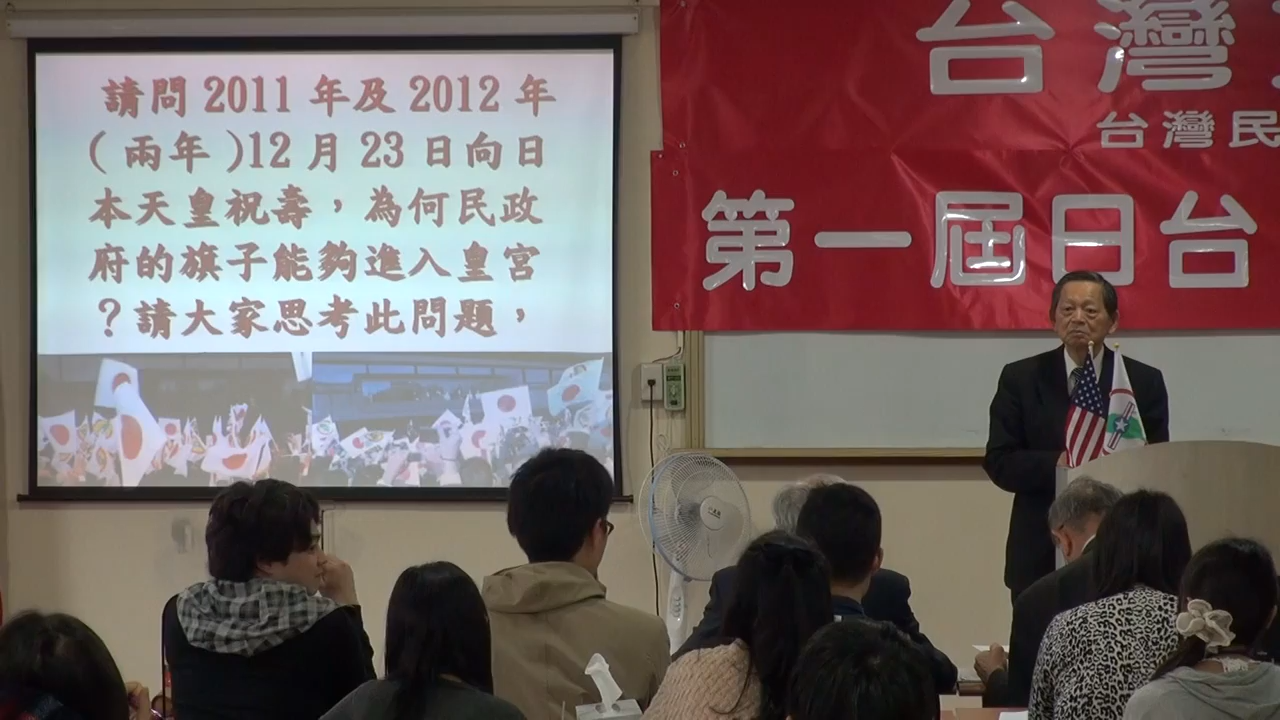 請問 2011 年及 2012 年
( 兩年 )12 月 23 日向日
本天皇祝壽，為何民政
府的旗子能夠進入皇宮
？請大家思考此問題，
台灣
台灣民
第一屆日台